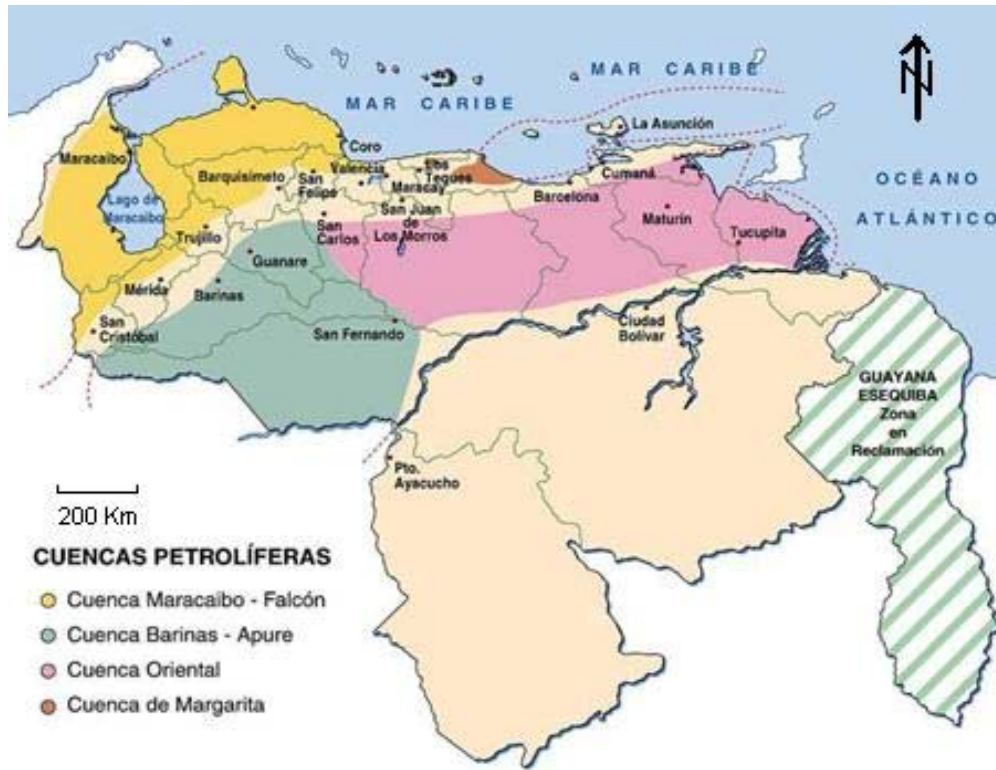 N
MAR CARIBE
MAR CARIBE
La Asunción
Coro
Maracaibo
Valencia
Los
Teques
Cumaná
OCÉANO
ATLÁNTICO
Barquisimeto
San
Felipe
Maracay
Barcelona
Lago de
Maracaibo
San Juan
de
Los Morros
Maturín
Trujillo
San
Carlos
Tucupita
Guanare
Mérida
Barinas
San
Cristóbal
San Fernando
Ciudad
Bolívar
GUAYANA
ESEQUIBA
Zona
en
Reclamación
Pto.
Ayacucho
200 Km
CUENCAS PETROLÍFERAS
Cuenca Maracaibo - Falcón
Cuenca Barinas - Apure
Cuenca Oriental
Cuenca de Margarita